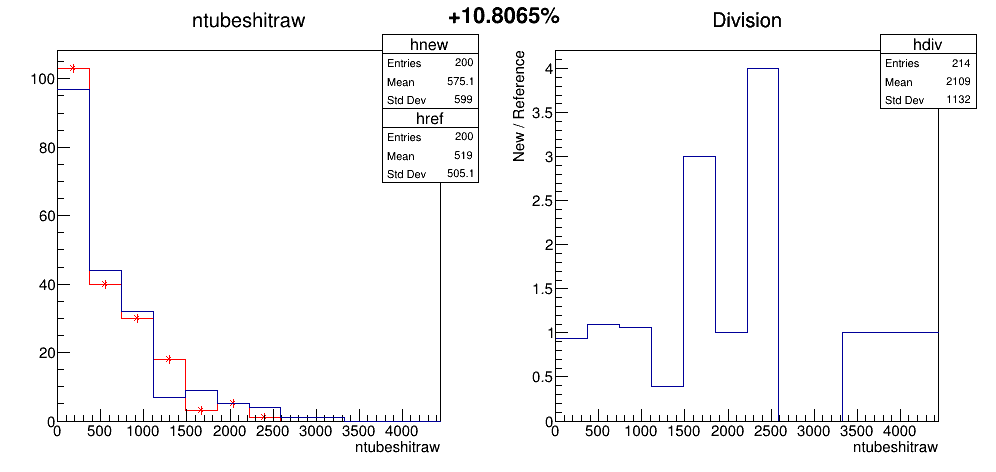 +10.8065%
ntubeshitraw
hnew
Entries 200
Mean 575.1
Std Dev 599
href
Entries 200
Mean 519
Std Dev 505.1
100
80
60
40
20
0
0 500 1000 1500 2000 2500 3000 3500 4000
ntubeshitraw
Division
hdiv
Entries 214
Mean 2109
Std Dev 1132
New / Reference
4
3.5
3
2.5
2
1.5
1
0.5
0
0 500 1000 1500 2000 2500 3000 3500 4000
ntubeshitraw